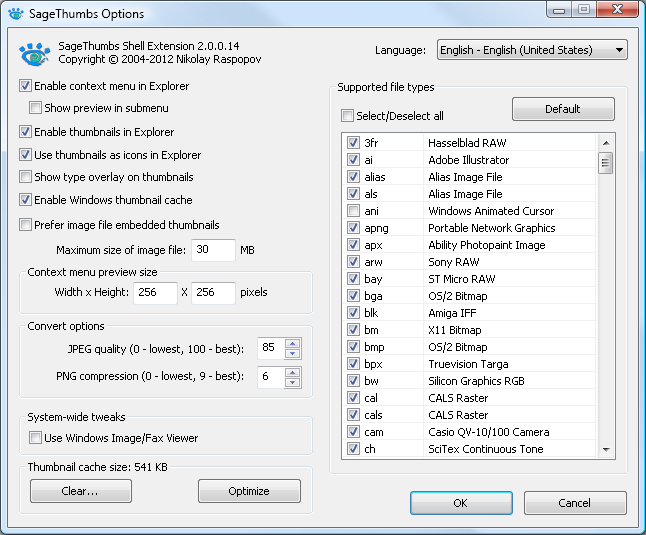 SageThumbs Options
SageThumbs Shell Extension 2.0.0.14
Copyright © 2004-2012 Nikolay Raspopov
Language: English - English (United States)
Enable context menu in Explorer
Show preview in submenu
Enable thumbnails in Explorer
Use thumbnails as icons in Explorer
Show type overlay on thumbnails
Enable Windows thumbnail cache
Prefer image file embedded thumbnails
Maximum size of image file: 30 MB
Context menu preview size
Width x Height: 256 X 256 pixels
Convert options
JPEG quality (0 - lowest, 100 - best): 85
PNG compression (0 - lowest, 9 - best): 6
System-wide tweaks
Use Windows Image/Fax Viewer
Thumbnail cache size: 541 KB
Clear... Optimize
Supported file types
Select/Deselect all Default
3fr Hasselblad RAW
ai Adobe Illustrator
alias Alias Image File
als Alias Image File
ani Windows Animated Cursor
apng Portable Network Graphics
apx Ability Photopaint Image
arw Sony RAW
bay ST Micro RAW
bga OS/2 Bitmap
blk Amiga IFF
bm X11 Bitmap
bmp OS/2 Bitmap
bpx Truevision Targa
bw Silicon Graphics RGB
cal CALS Raster
cals CALS Raster
cam Casio QV-10/100 Camera
ch SciTex Continuous Tone
OK Cancel